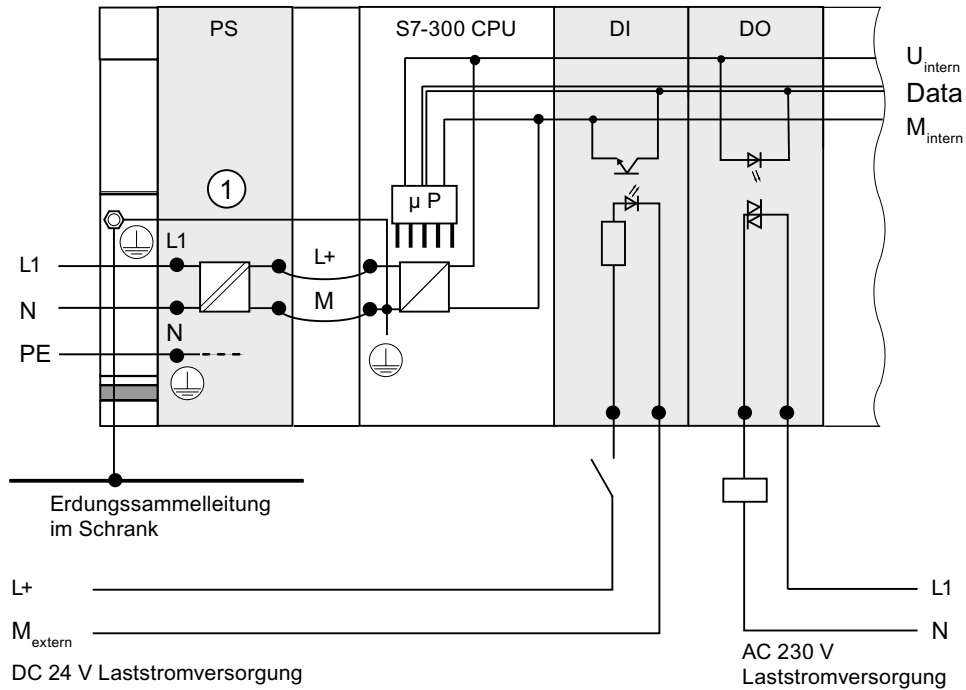 PS
S7-300 CPU
DI
DO
U intern
Data
M intern
1
µ P
L1
L1
L+
N
M
N
PE
Erdungssammelleitung
im Schrank
L+
L1
M extern
N
DC 24 V Laststromversorgung
AC 230 V
Laststromversorgung